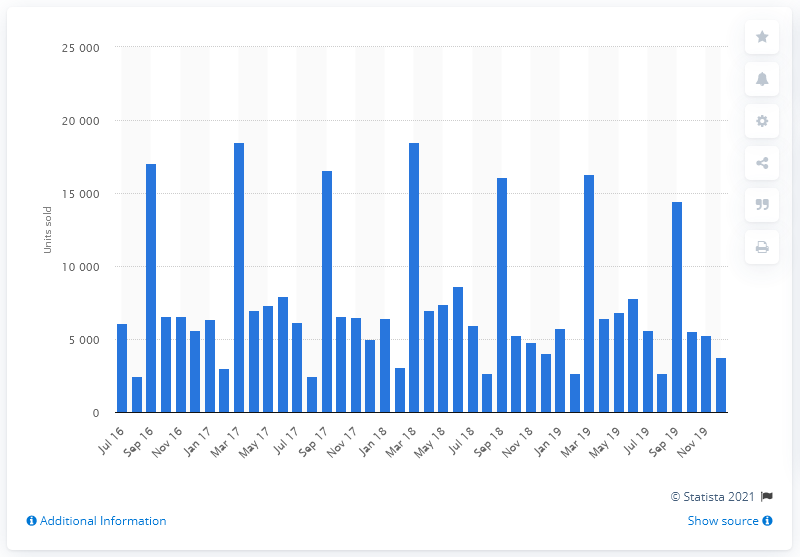 25 000
20 000
15 000
10 000
5 000
0
Units sold
Jul 16
Sep 16
Nov 16
Jan 17
Mar 17
May 17
Jul 17
Sep 17
Nov 17
Jan 18
Mar 18
May 18
Jul 18
Sep 18
Nov 18
Jan 19
Mar 19
May 19
Jul 19
Sep 19
Nov 19
© Statista 2021
Additional Information
Show source